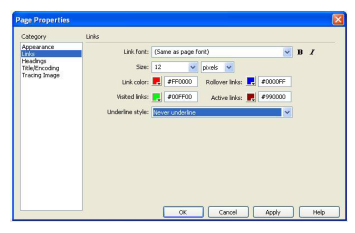 Page Properties
Category
Links
Appearance
Links
Headings
Title/Encoding
Tracing Image
Link font: (Same as page font) B I
Size: 12 pixels
Link color: #FF0000 Rollover links: #0000FF
Visited links: #00FF00 Active links: #990000
Underline style: Never underline
OK Cancel Apply Help